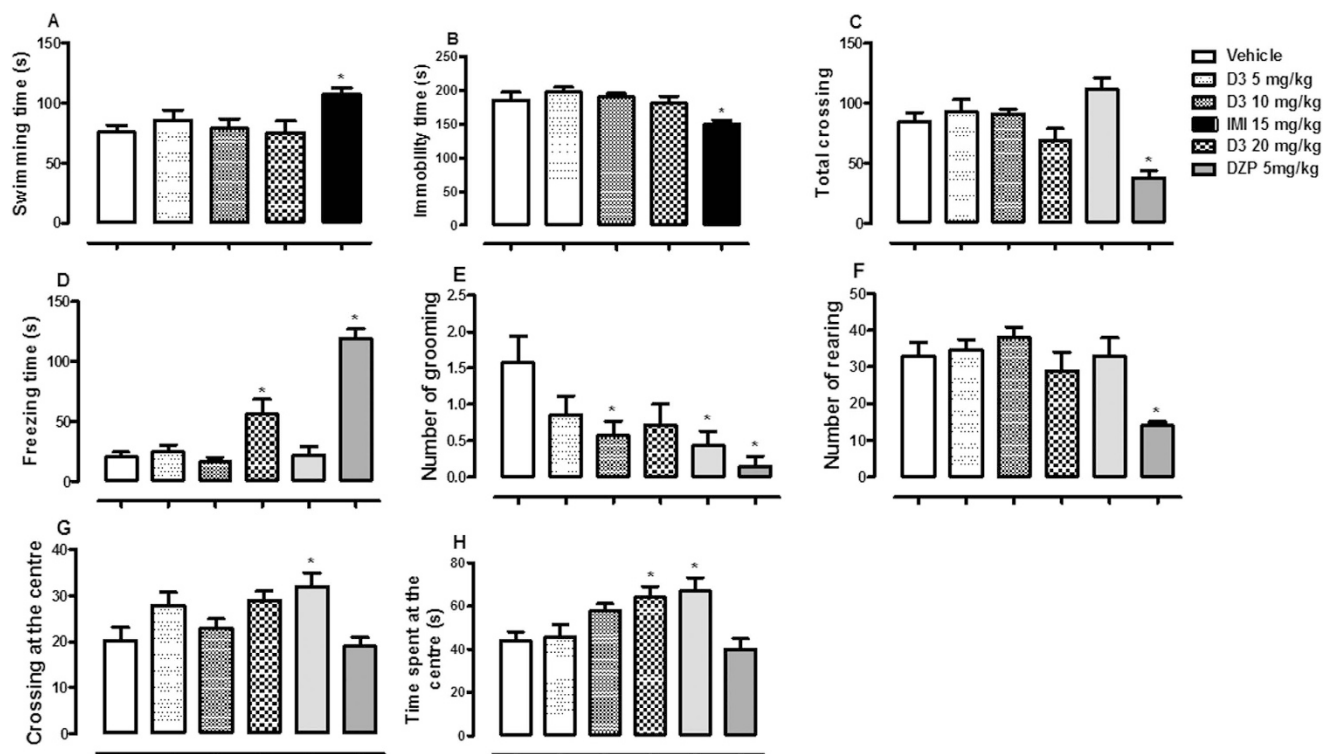 A
Swimming time (s)
150
100
50
0
*
B
Immobility time (s)
250
200
150
100
50
0
*
C
Total crossing
150
100
50
0
*
Vehicle
D3 5 mg/kg
D3 10 mg/kg
IMI 15 mg/kg
D3 20 mg/kg
DZP 5mg/kg
D
Freezing time (s)
150
100
50
0
*
*
E
Number of grooming
2.5
2.0
1.5
1.0
0.5
0.0
*
*
*
F
Number of rearing
50
40
30
20
10
0
*
G
Crossing at the centre
40
30
20
10
0
*
H
Time spent at the
centre (s)
80
60
40
20
0
*
*